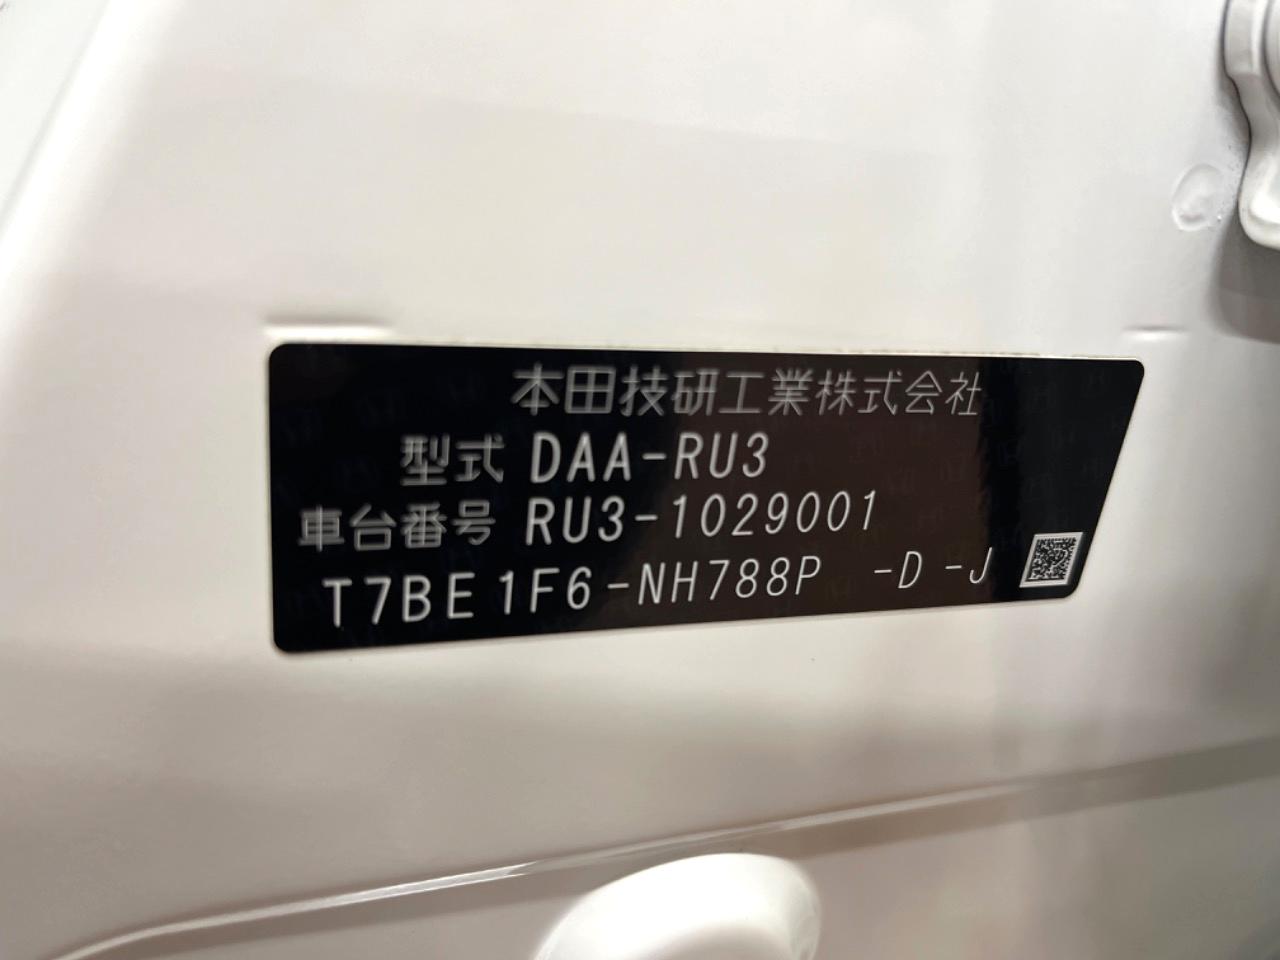 本田技研工業株式会社
型式 DAA-RU3
車台番号 RU3-1029001
T7BE1F6-NH788P -D-J